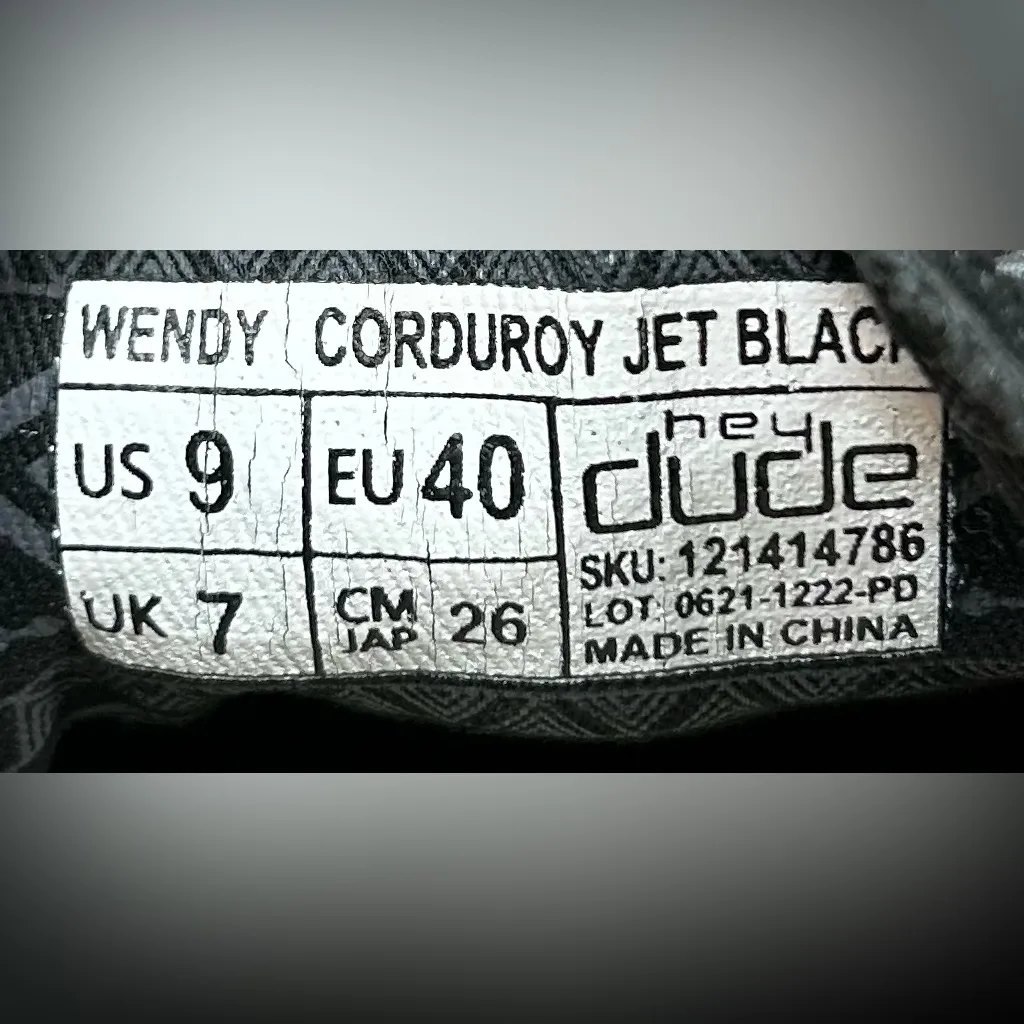 WENDY CORDUROY JET BLACK
US 9
EU 40
hey
dude
SKU: 121414786
LOT: 0621-1222-PD
MADE IN CHINA
UK 7
CM
JAP 26